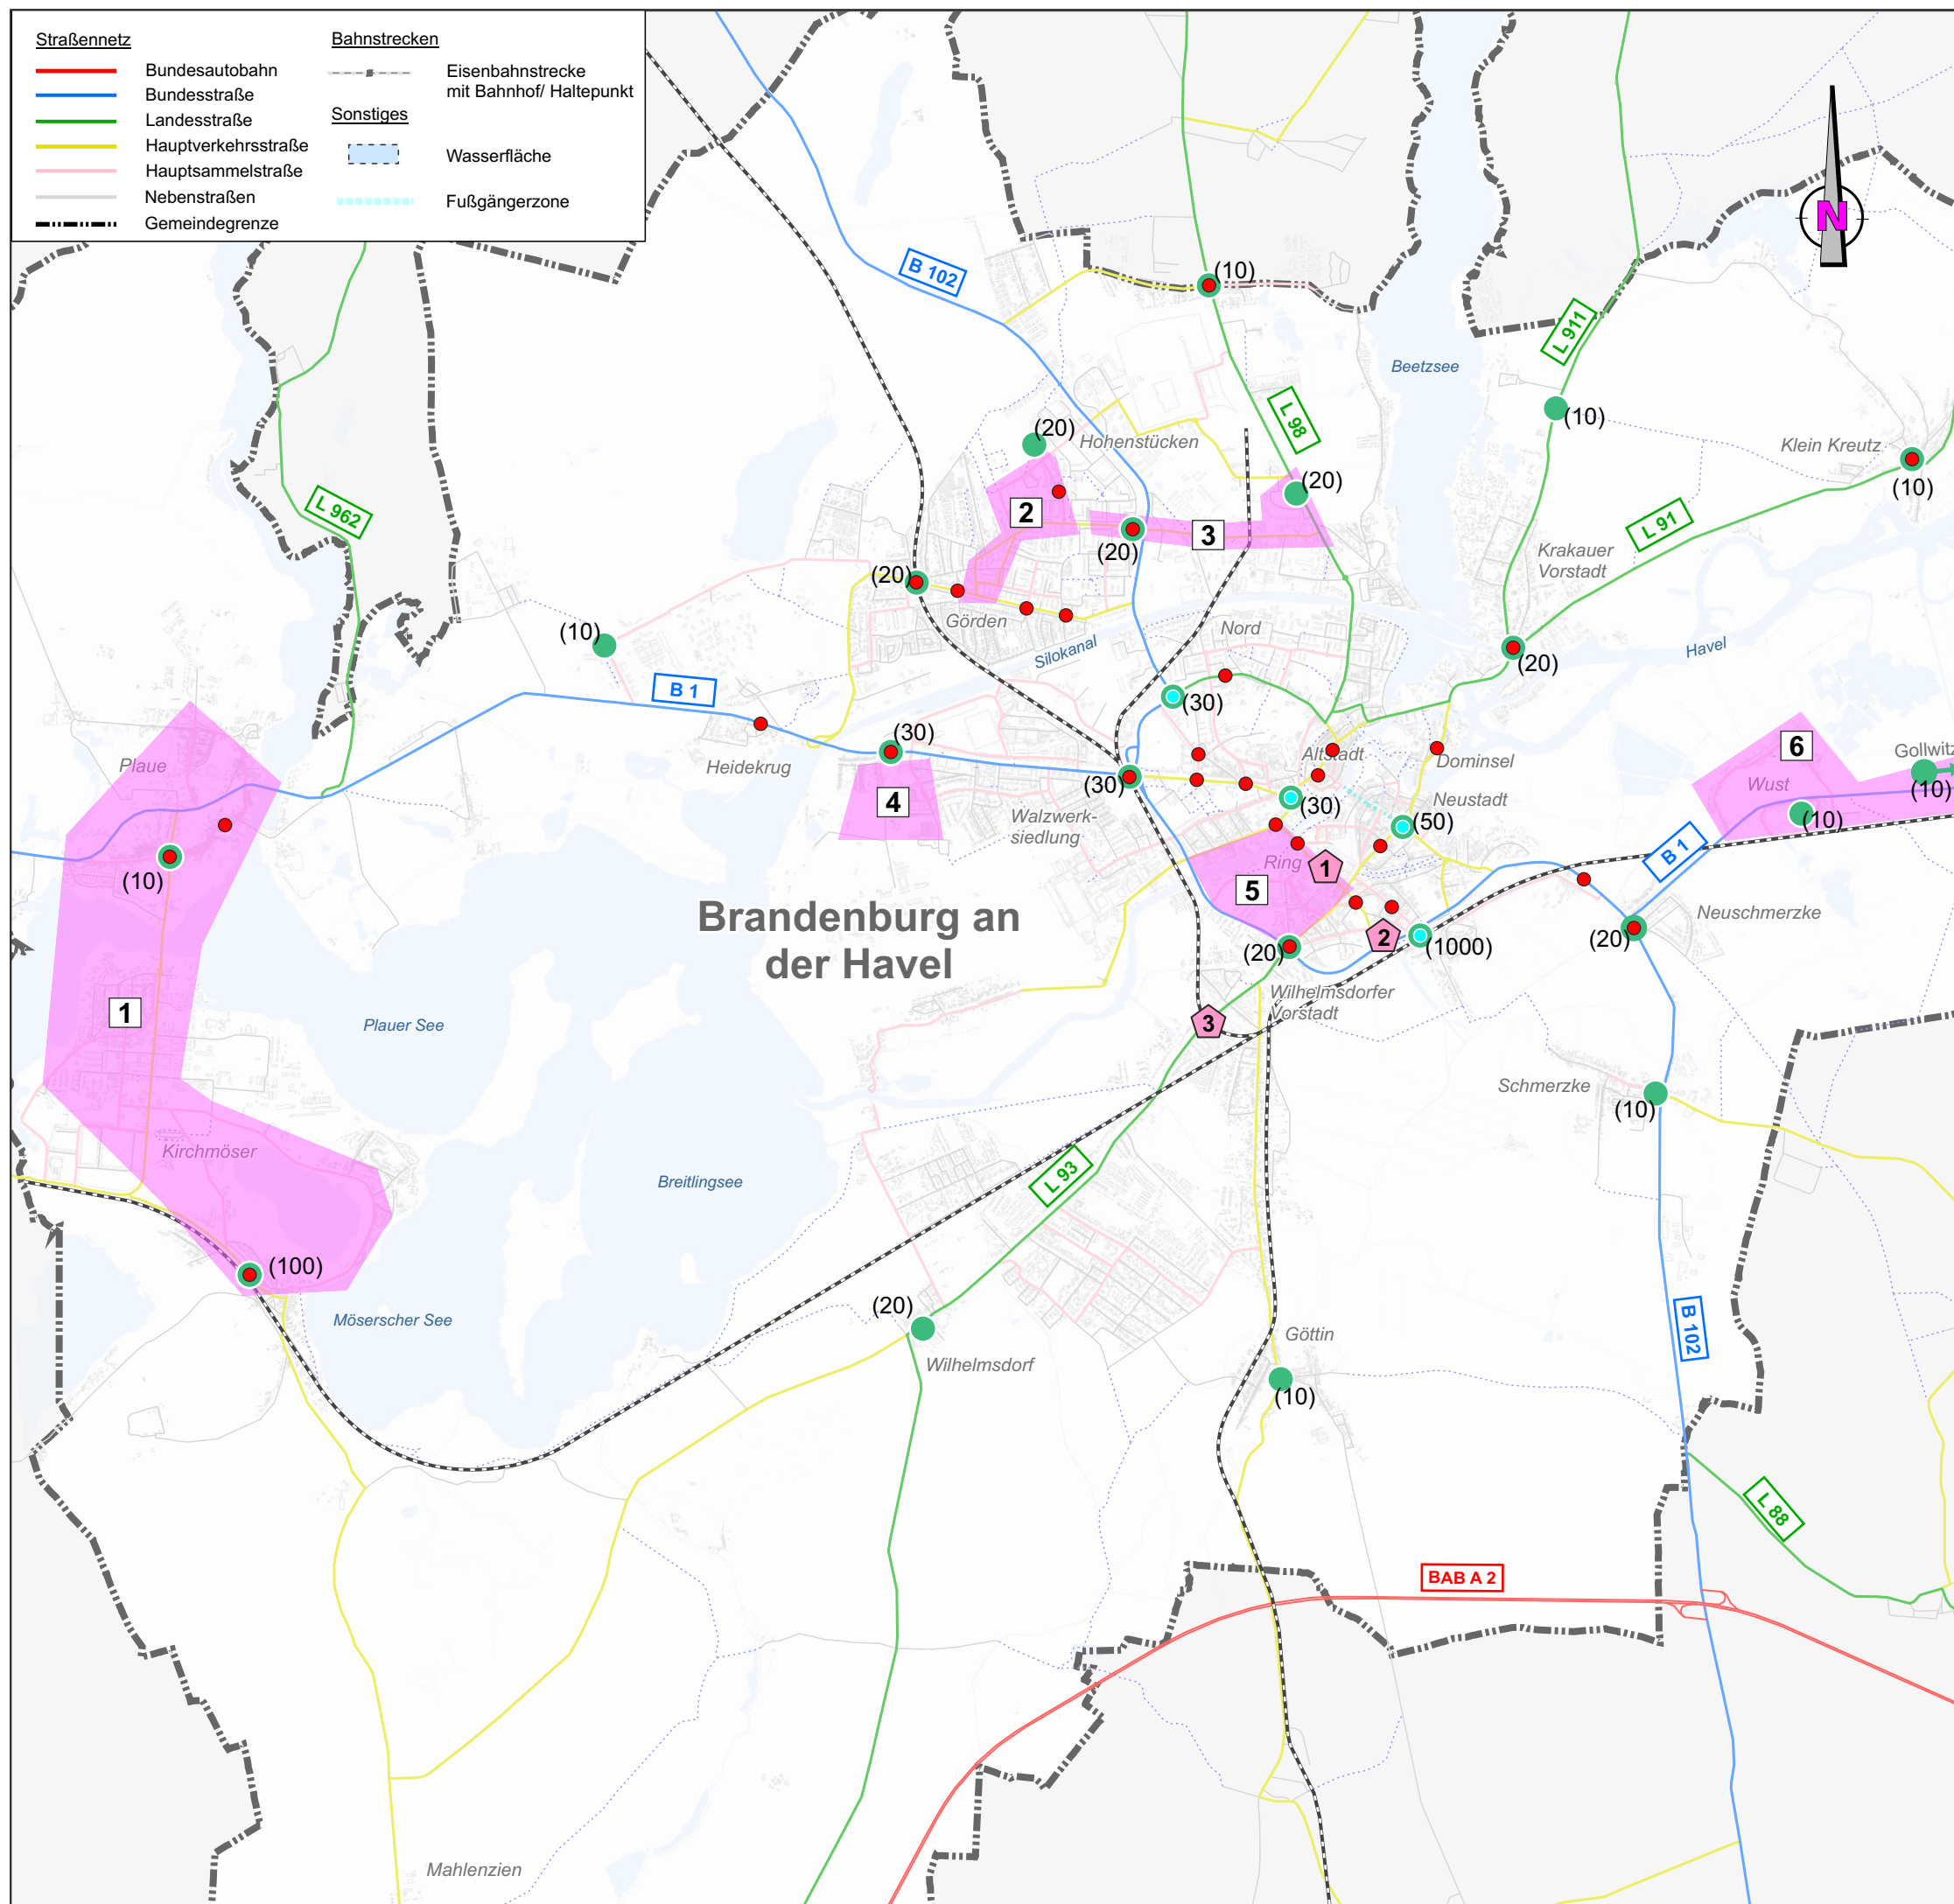 Straßennetz
Bundesautobahn
Bundesstraße
Landesstraße
Hauptverkehrsstraße
Hauptsammelstraße
Nebenstraßen
Gemeindegrenze
Bahnstrecken
Eisenbahnstrecke
mit Bahnhof/ Haltepunkt
Sonstiges
Wasserfläche
Fußgängerzone
N
B 102
(10)
L 911
Beetzsee
L 98
(10)
(20)
Hohenstücken
Klein Kreutz
(10)
(20)
L 962
2
3
(20)
L 91
Krakauer
Vorstadt
(20)
Görden
(10)
Nord
Silokanal
Havel
(20)
B 1
(30)
(30)
Plaue
Heidekrug
Altstadt
Dominsel
6
Gollwitz
Wust
(10)
(30)
4
(30)
Neustadt
(50)
(10)
Walzwerk-
siedlung
B 1
(10)
Ring
1
5
Brandenburg an
der Havel
Neuschmerzke
2
(20)
(1000)
(20)
Wilhelmsdorfer
Vorstadt
1
3
Plauer See
Schmerzke
(10)
Kirchmöser
L 93
Breitlingsee
(100)
(20)
Möserscher See
Göttin
B 102
Wilhelmsdorf
(10)
L 88
BAB A 2
Mahlenzien